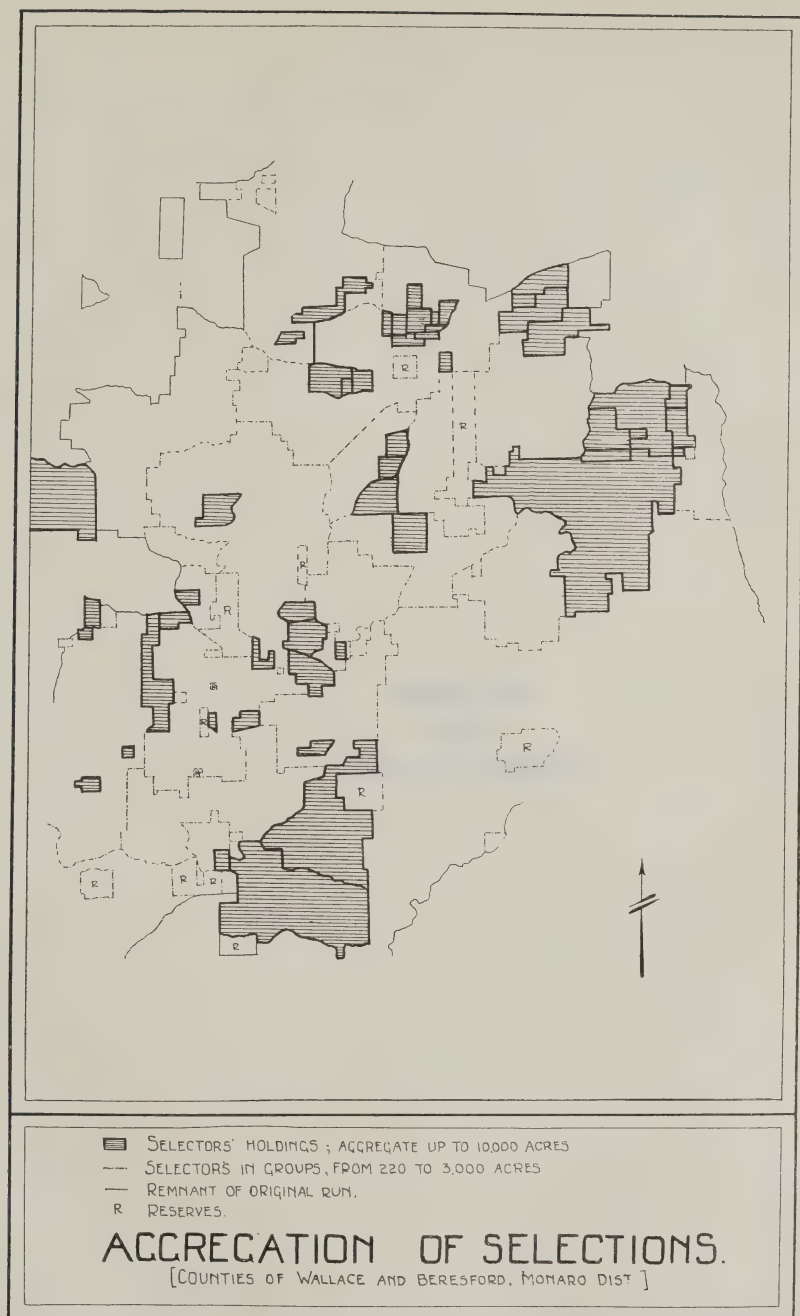 R
R
R
R
R
R
R
R
R
R
R
R
SELECTORS' HOLDINGS ; AGGREGATE UP TO 10,000 ACRES
SELECTORS IN GROUPS, FROM 220 TO 3,000 ACRES
REMNANT OF ORIGINAL RUN.
R RESERVES.
AGGREGATION OF SELECTIONS.
[COUNTIES OF WALLACE AND BERESFORD, MONARO DIST ]